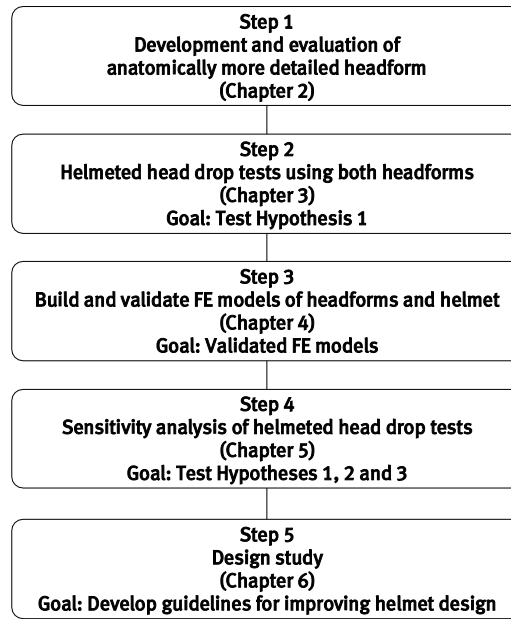 Step 1
Development and evaluation of
anatomically more detailed headform
(Chapter 2)
Step 2
Helmeted head drop tests using both headforms
(Chapter 3)
Goal: Test Hypothesis 1
Step 3
Build and validate FE models of headforms and helmet
(Chapter 4)
Goal: Validated FE models
Step 4
Sensitivity analysis of helmeted head drop tests
(Chapter 5)
Goal: Test Hypotheses 1, 2 and 3
Step 5
Design study
(Chapter 6)
Goal: Develop guidelines for improving helmet design